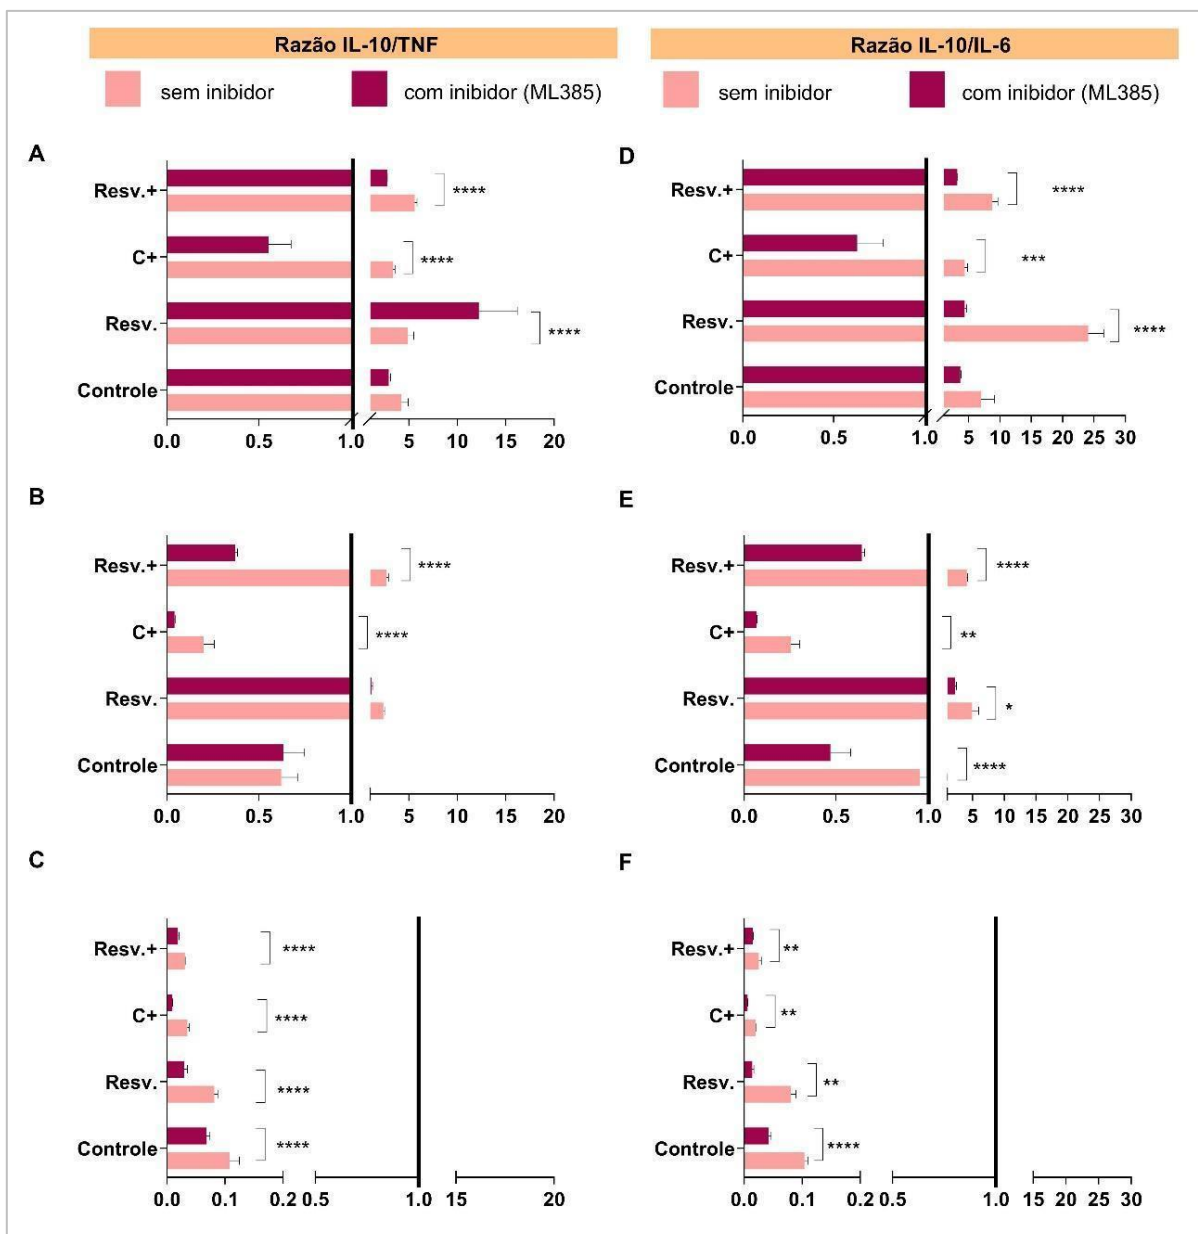 Razão IL-10/TNF
Razão IL-10/IL-6
sem inibidor
com inibidor (ML385)
sem inibidor
com inibidor (ML385)
A
Resv.+
****
C+
****
Resv.
****
Controle
0.0 0.5 1.0 5 10 15 20
D
Resv.+
****
C+
***
Resv.
****
Controle
0.0 0.5 1.0 5 10 15 20 25 30
B
Resv.+
****
C+
****
Resv.
Controle
0.0 0.5 1.0 5 10 15 20
E
Resv.+
****
C+
**
Resv.
*
Controle
****
0.0 0.5 1.0 5 10 15 20 25 30
C
Resv.+
****
C+
****
Resv.
****
Controle
****
0.0 0.1 0.2 0.5 1.0 15 20
F
Resv.+
**
C+
**
Resv.
**
Controle
****
0.0 0.1 0.2 0.5 1.0 15 20 25 30